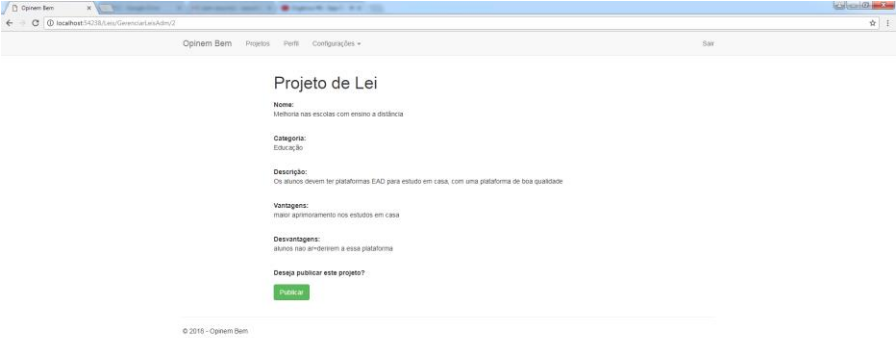 Opinem Bem
localhost:54238/Leis/GerenciarLeisAdm/2
Opinem Bem Projetos Perfil Configurações Sair
Projeto de Lei
Nome:
Melhoria nas escolas com ensino a distância
Categoria:
Educação
Descrição:
Os alunos devem ter plataformas EAD para estudo em casa, com uma plataforma de boa qualidade
Vantagens:
maior aprimoramento nos estudos em casa
Desvantagens:
alunos nao ar=derirem a essa plataforma
Deseja publicar este projeto?
Publicar
© 2016 - Opinem Bem